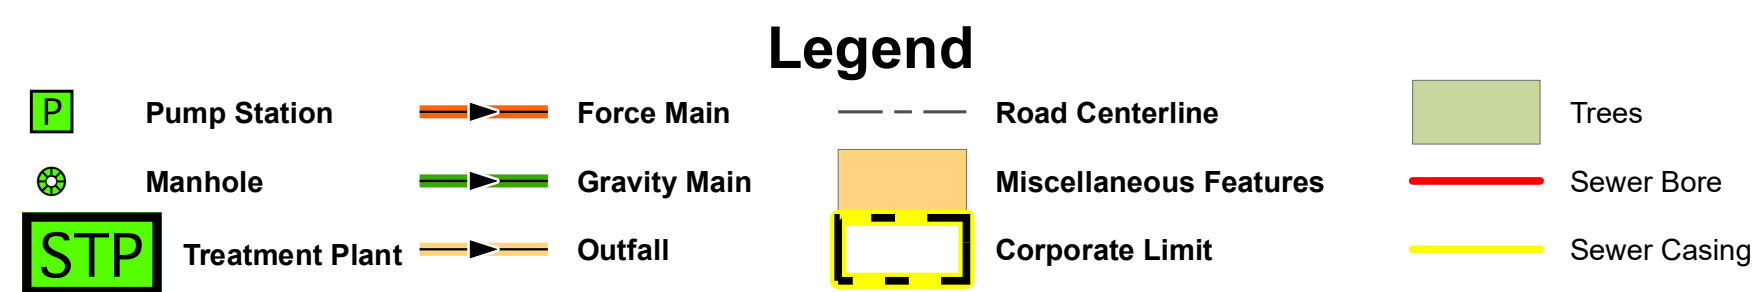 Legend
P Pump Station Force Main Road Centerline Trees
Manhole Gravity Main Miscellaneous Features Sewer Bore
STP Treatment Plant Outfall Corporate Limit Sewer Casing